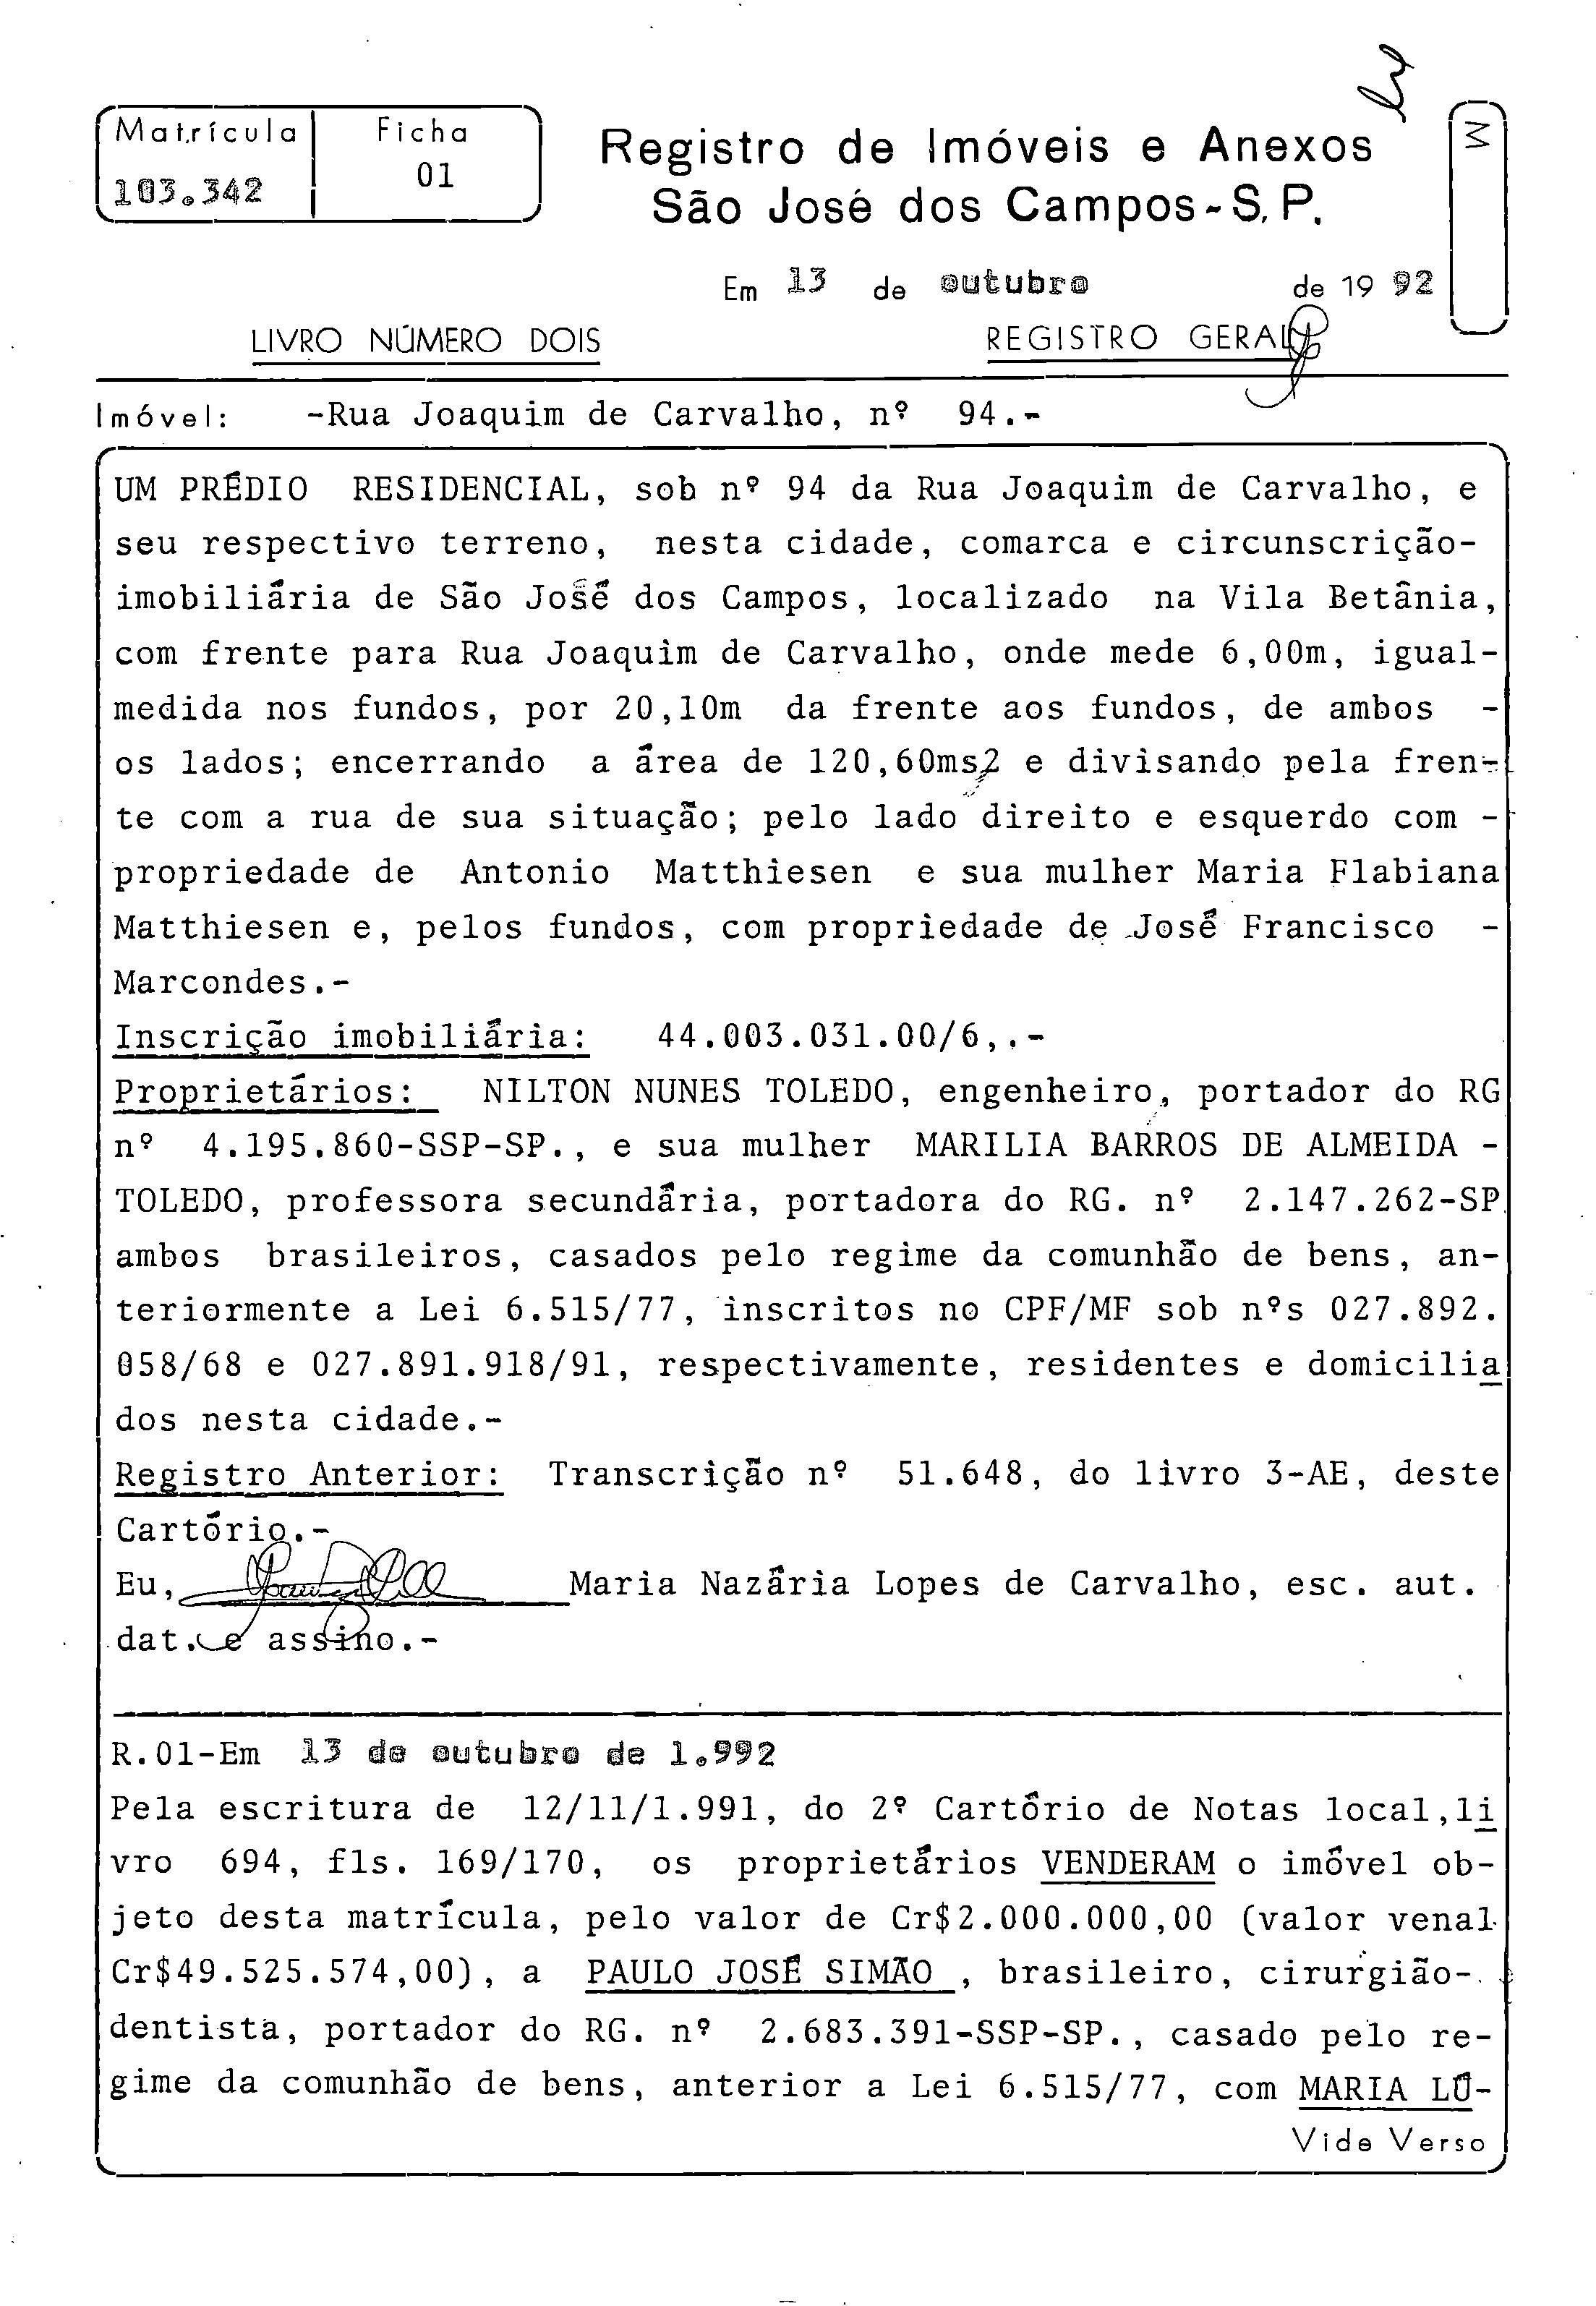 Matrícula
Ficha
103.342
01
Registro de Imóveis e Anexos
São José dos Campos - S. P.
M
Em 13 de outubro de 19 92
LIVRO NÚMERO DOIS
REGISTRO GERAL
Imóvel: -Rua Joaquim de Carvalho, nº 94.-
UM PRÉDIO RESIDENCIAL, sob nº 94 da Rua Joaquim de Carvalho, e
seu respectivo terreno, nesta cidade, comarca e circunscrição-
imobiliária de São José dos Campos, localizado na Vila Betânia,
com frente para Rua Joaquim de Carvalho, onde mede 6,00m, igual-
medida nos fundos, por 20,10m da frente aos fundos, de ambos -
os lados; encerrando a área de 120,60ms2 e divisando pela fren-
te com a rua de sua situação; pelo lado direito e esquerdo com -
propriedade de Antonio Matthiesen e sua mulher Maria Flabiana
Matthiesen e, pelos fundos, com propriedade de José Francisco -
Marcondes.-
Inscrição imobiliária: 44.003.031.00/6,.-
Proprietários: NILTON NUNES TOLEDO, engenheiro, portador do RG
nº 4.195.860-SSP-SP., e sua mulher MARILIA BARROS DE ALMEIDA -
TOLEDO, professora secundária, portadora do RG. nº 2.147.262-SP
ambos brasileiros, casados pelo regime da comunhão de bens, an-
teriormente a Lei 6.515/77, inscritos no CPF/MF sob nºs 027.892.
058/68 e 027.891.918/91, respectivamente, residentes e domicilia
dos nesta cidade.-
Registro Anterior: Transcrição nº 51.648, do livro 3-AE, deste
Cartório.-
Eu, Maria Nazária Lopes de Carvalho, esc. aut.
dat. e assino.-
R.01-Em 13 de outubro de 1.992
Pela escritura de 12/11/1.991, do 2º Cartório de Notas local, li
vro 694, fls. 169/170, os proprietários VENDERAM o imóvel ob-
jeto desta matrícula, pelo valor de Cr$2.000.000,00 (valor venal
Cr$49.525.574,00), a PAULO JOSÉ SIMÃO , brasileiro, cirurgião-
dentista, portador do RG. nº 2.683.391-SSP-SP., casado pelo re-
gime da comunhão de bens, anterior a Lei 6.515/77, com MARIA LÚ-
Vide Verso